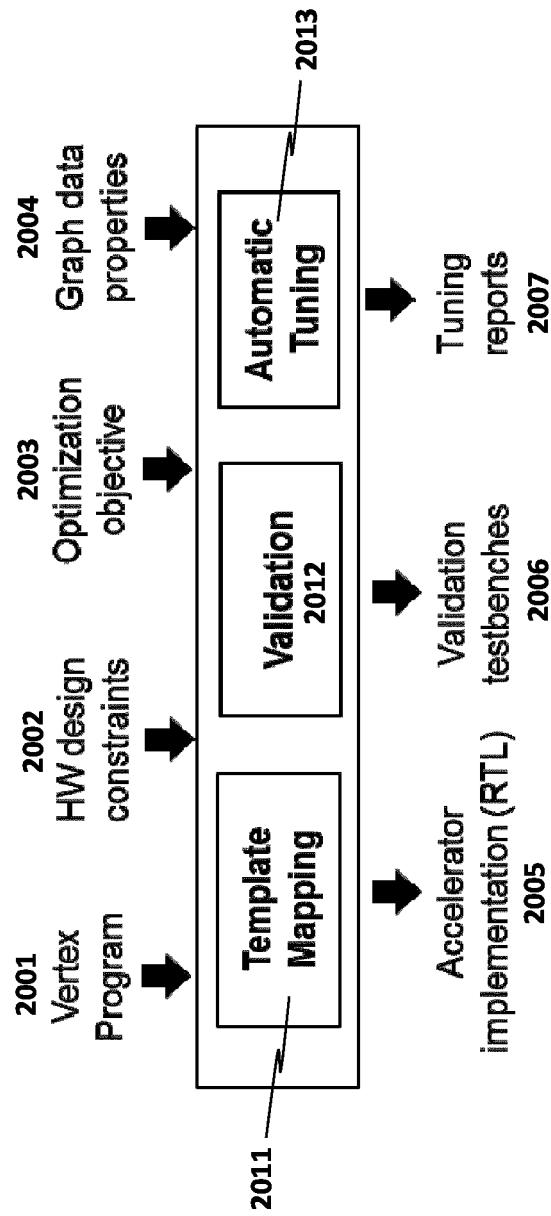 2001
Vertex
Program
2002
HW design
constraints
2003
Optimization
objective
2004
Graph data
properties
2011
Template
Mapping
Validation
2012
Automatic
Tuning
2013
Accelerator
implementation (RTL)
2005
Validation
testbenches
2006
Tuning
reports
2007